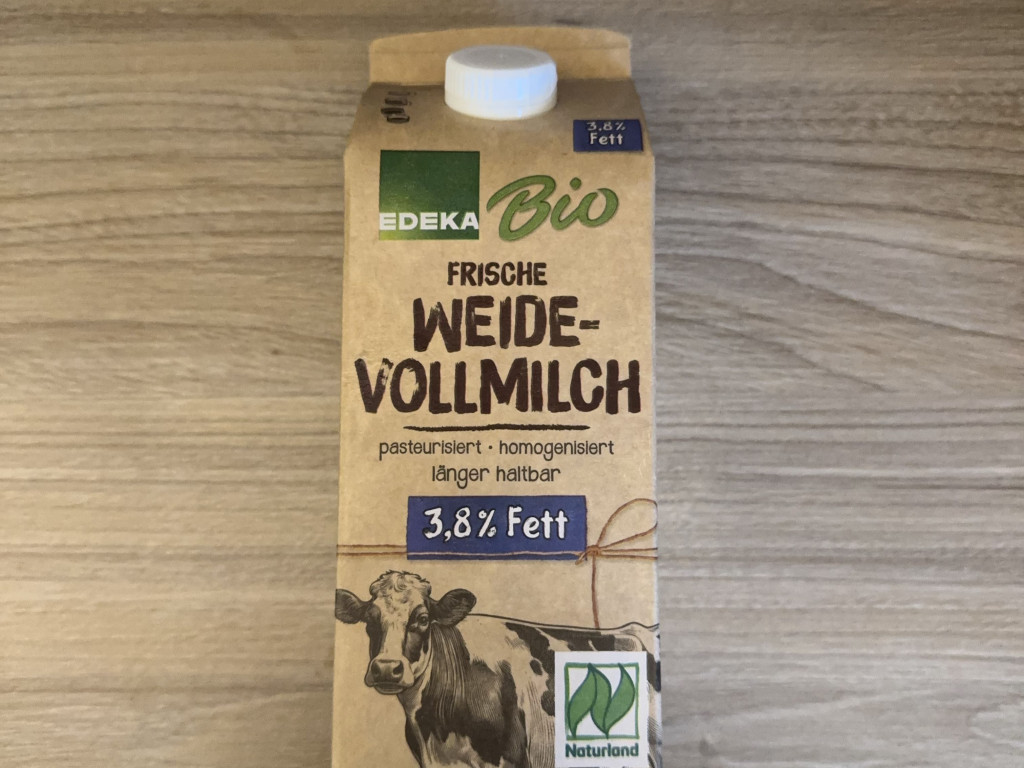 3,8%
Fett
EDEKA Bio
FRISCHE
WEIDE-
VOLLMILCH
pasteurisiert · homogenisiert
länger haltbar
3,8% Fett
Naturland